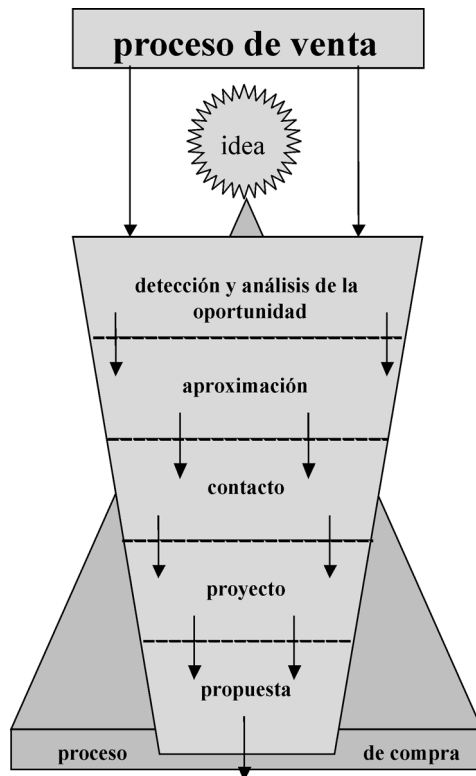 proceso de venta
idea
detección y análisis de la
oportunidad
aproximación
contacto
proyecto
propuesta
proceso de compra